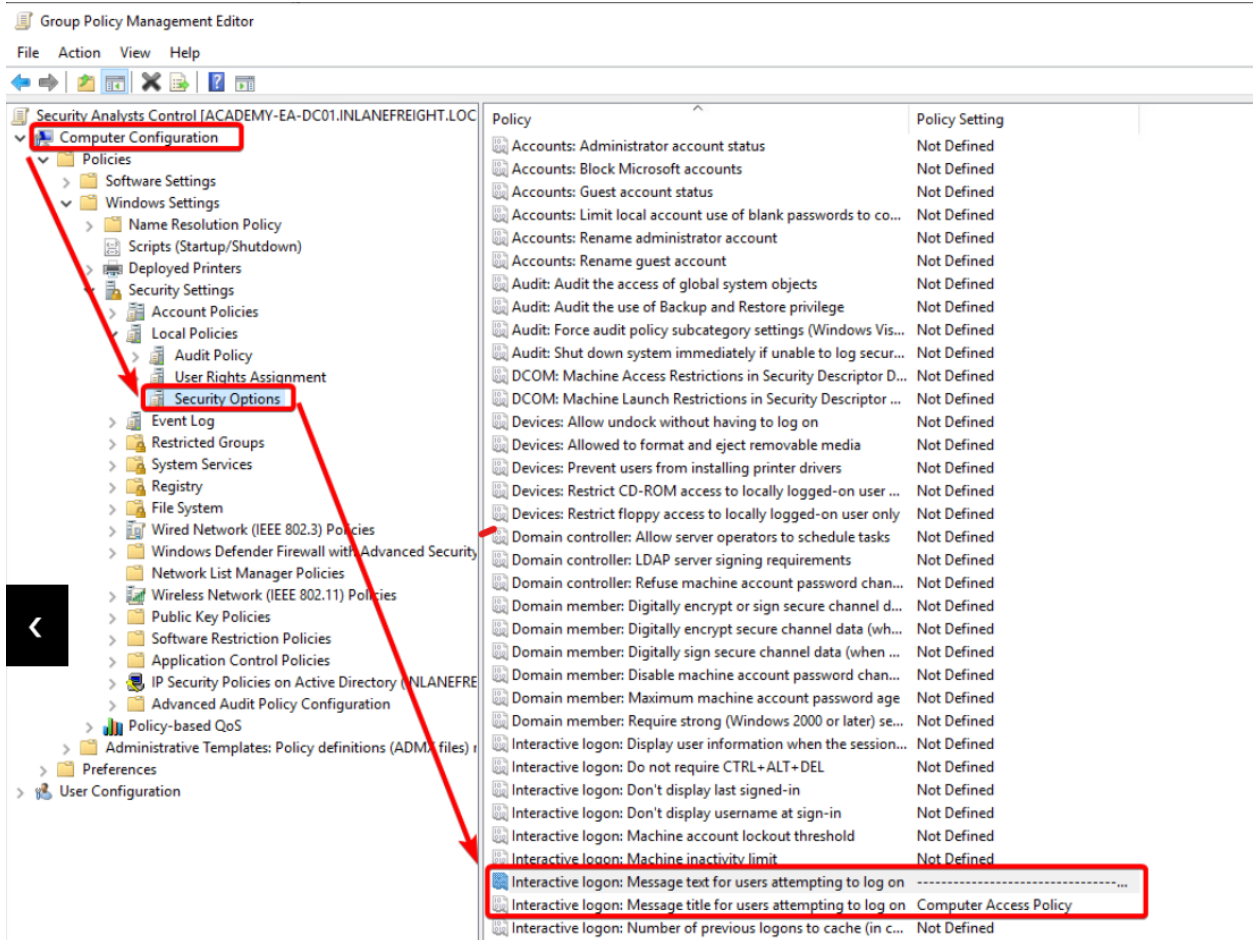 Group Policy Management Editor
File Action View Help
Security Analysts Control [ACADEMY-EA-DC01.INLANEFREIGHT.LOC
Computer Configuration
Policies
Software Settings
Windows Settings
Name Resolution Policy
Scripts (Startup/Shutdown)
Deployed Printers
Security Settings
Account Policies
Local Policies
Audit Policy
User Rights Assignment
Security Options
Event Log
Restricted Groups
System Services
Registry
File System
Wired Network (IEEE 802.3) Policies
Windows Defender Firewall with Advanced Security
Network List Manager Policies
Wireless Network (IEEE 802.11) Policies
Public Key Policies
Software Restriction Policies
Application Control Policies
IP Security Policies on Active Directory (INLANEFRE
Advanced Audit Policy Configuration
Policy-based QoS
Administrative Templates: Policy definitions (ADMX files) r
Preferences
User Configuration
Policy Policy Setting
Accounts: Administrator account status Not Defined
Accounts: Block Microsoft accounts Not Defined
Accounts: Guest account status Not Defined
Accounts: Limit local account use of blank passwords to co... Not Defined
Accounts: Rename administrator account Not Defined
Accounts: Rename guest account Not Defined
Audit: Audit the access of global system objects Not Defined
Audit: Audit the use of Backup and Restore privilege Not Defined
Audit: Force audit policy subcategory settings (Windows Vis... Not Defined
Audit: Shut down system immediately if unable to log secur... Not Defined
DCOM: Machine Access Restrictions in Security Descriptor D... Not Defined
DCOM: Machine Launch Restrictions in Security Descriptor ... Not Defined
Devices: Allow undock without having to log on Not Defined
Devices: Allowed to format and eject removable media Not Defined
Devices: Prevent users from installing printer drivers Not Defined
Devices: Restrict CD-ROM access to locally logged-on user ... Not Defined
Devices: Restrict floppy access to locally logged-on user only Not Defined
Domain controller: Allow server operators to schedule tasks Not Defined
Domain controller: LDAP server signing requirements Not Defined
Domain controller: Refuse machine account password chan... Not Defined
Domain member: Digitally encrypt or sign secure channel d... Not Defined
Domain member: Digitally encrypt secure channel data (wh... Not Defined
Domain member: Digitally sign secure channel data (when ... Not Defined
Domain member: Disable machine account password chan... Not Defined
Domain member: Maximum machine account password age Not Defined
Domain member: Require strong (Windows 2000 or later) se... Not Defined
Interactive logon: Display user information when the session... Not Defined
Interactive logon: Do not require CTRL+ALT+DEL Not Defined
Interactive logon: Don't display last signed-in Not Defined
Interactive logon: Don't display username at sign-in Not Defined
Interactive logon: Machine account lockout threshold Not Defined
Interactive logon: Machine inactivity limit Not Defined
Interactive logon: Message text for users attempting to log on ---------------------------------...
Interactive logon: Message title for users attempting to log on Computer Access Policy
Interactive logon: Number of previous logons to cache (in c... Not Defined